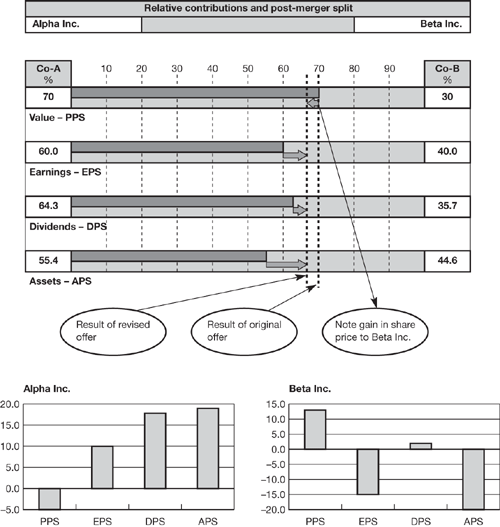 Relative contributions and post-merger split
Alpha Inc. Beta Inc.
Co-A
%
0 10 20 30 40 50 60 70 80 90
Co-B
%
70 30
Value – PPS
60.0 40.0
Earnings – EPS
64.3 35.7
Dividends – DPS
55.4 44.6
Assets – APS
Result of revised
offer
Result of original
offer
Note gain in share
price to Beta Inc.
Alpha Inc.
20.0
15.0
10.0
5.0
0.0
–5.0
PPS EPS DPS APS
Beta Inc.
15.0
10.0
5.0
0.0
–5.0
–10.0
–15.0
–20.0
PPS EPS DPS APS